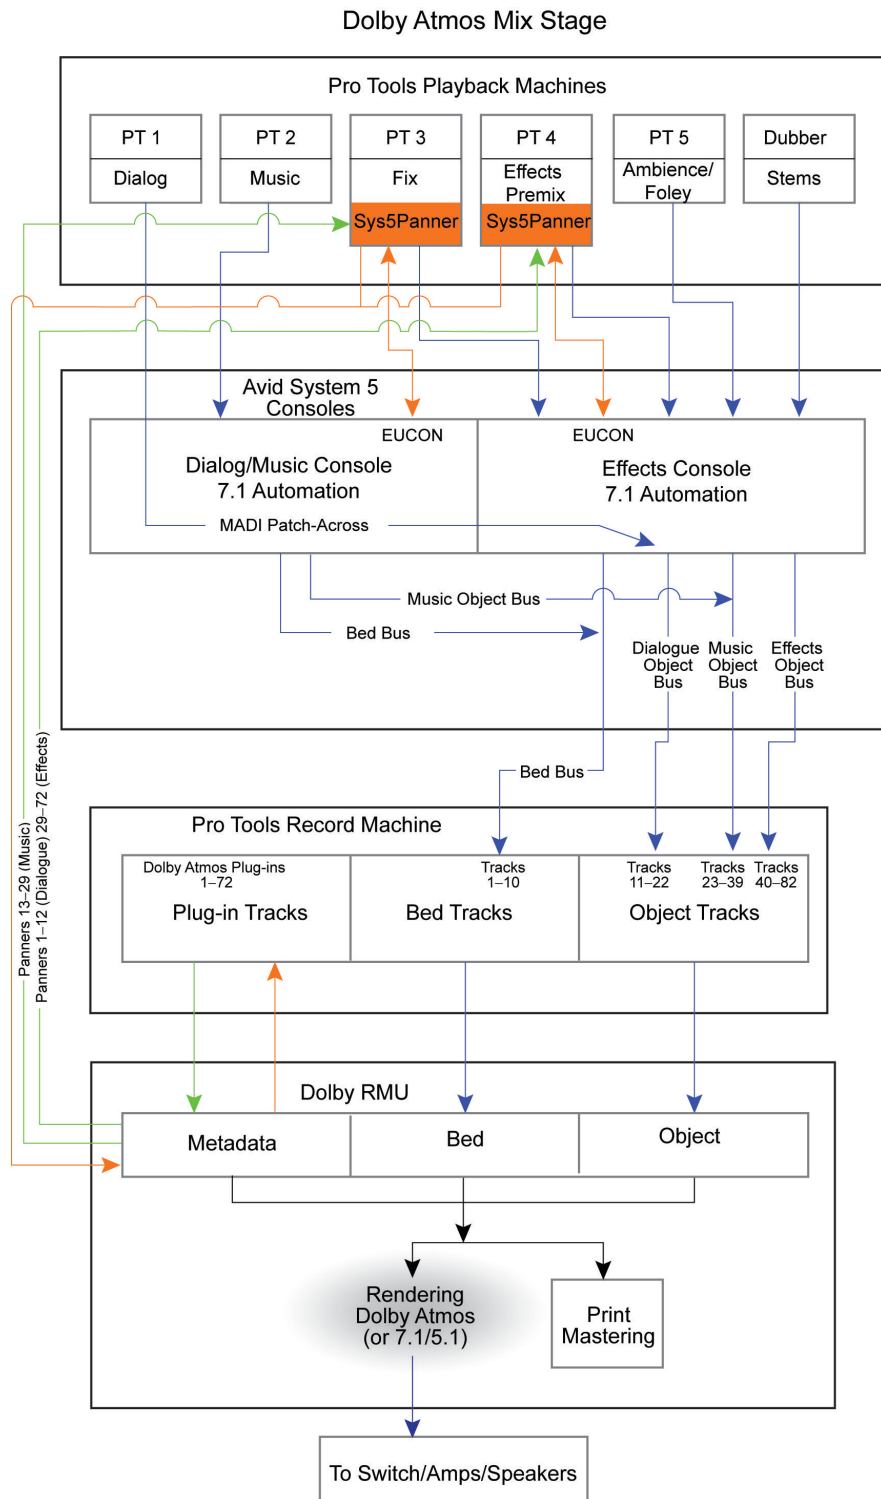 Dolby Atmos Mix Stage
Pro Tools Playback Machines
PT 1
PT 2
PT 3
PT 4
PT 5
Dubber
Dialog
Music
Fix
Effects
Premix
Ambience/
Foley
Stems
Sys5Panner
Sys5Panner
Avid System 5
Consoles
EUCON
EUCON
Dialog/Music Console
7.1 Automation
Effects Console
7.1 Automation
MADI Patch-Across
Music Object Bus
Bed Bus
Dialogue
Object
Bus
Music
Object
Bus
Effects
Object
Bus
Bed Bus
Panners 13–29 (Music)
Panners 1–12 (Dialogue) 29–72 (Effects)
Pro Tools Record Machine
Dolby Atmos Plug-ins
1–72
Plug-in Tracks
Tracks
1–10
Bed Tracks
Tracks
11–22
Tracks
23–39
Tracks
40–82
Object Tracks
Dolby RMU
Metadata
Bed
Object
Rendering
Dolby Atmos
(or 7.1/5.1)
Print
Mastering
To Switch/Amps/Speakers